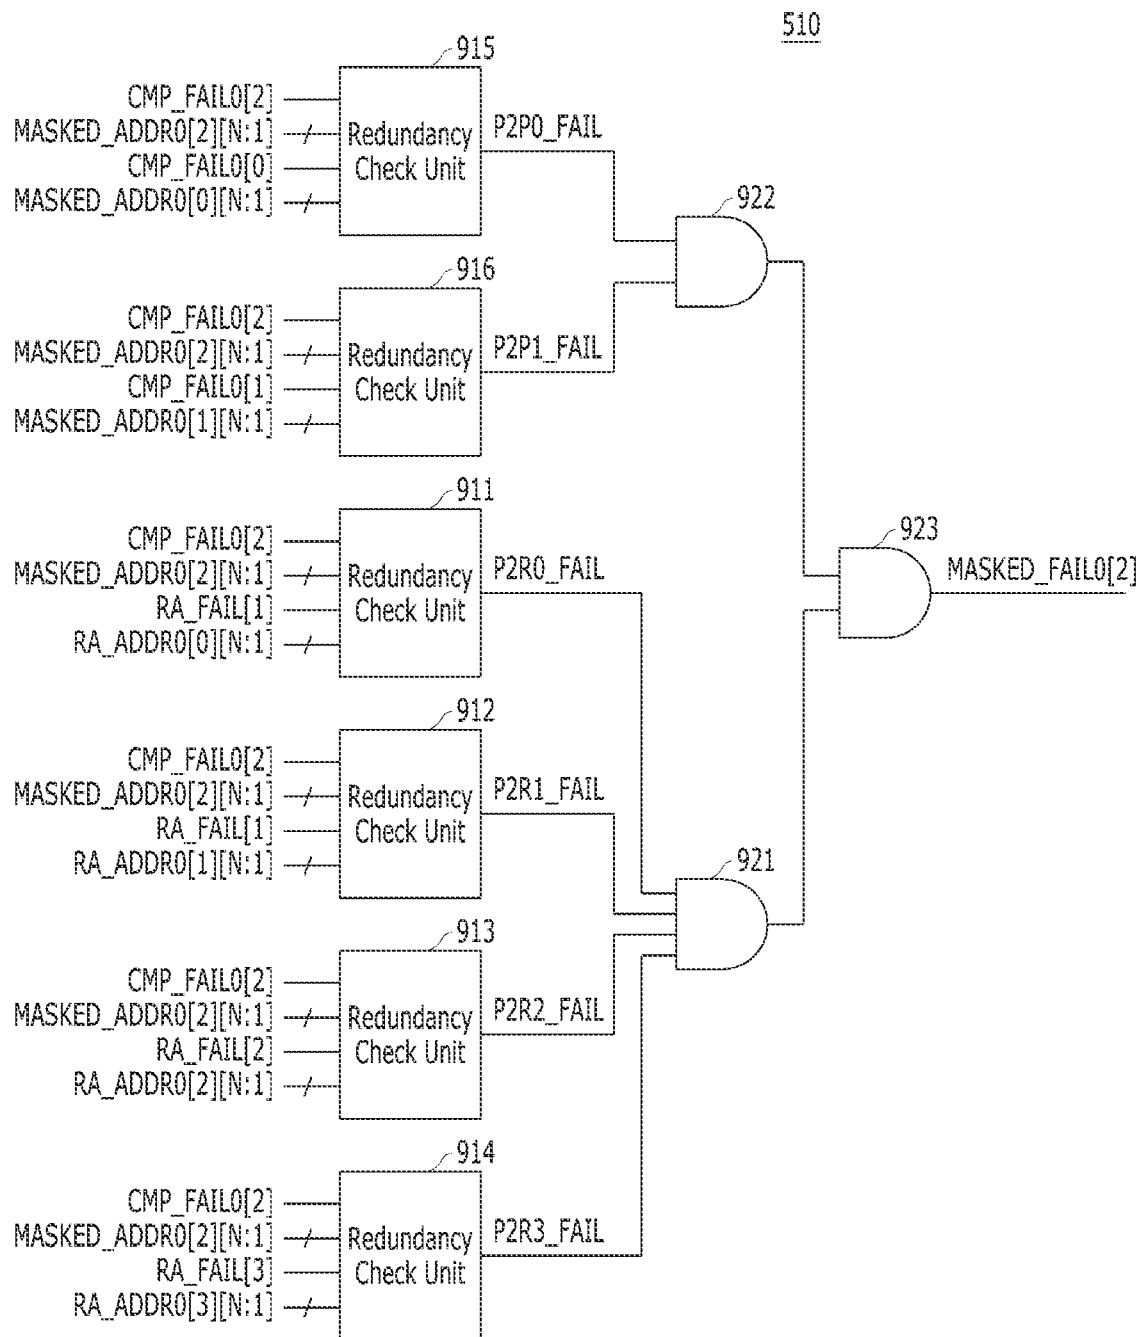 510
915
CMP_FAIL0[2]
MASKED_ADDR0[2][N:1]
CMP_FAIL0[0]
MASKED_ADDR0[0][N:1]
Redundancy
Check Unit
P2P0_FAIL
922
916
CMP_FAIL0[2]
MASKED_ADDR0[2][N:1]
CMP_FAIL0[1]
MASKED_ADDR0[1][N:1]
Redundancy
Check Unit
P2P1_FAIL
911
CMP_FAIL0[2]
MASKED_ADDR0[2][N:1]
RA_FAIL[1]
RA_ADDR0[0][N:1]
Redundancy
Check Unit
P2R0_FAIL
923
MASKED_FAIL0[2]
912
CMP_FAIL0[2]
MASKED_ADDR0[2][N:1]
RA_FAIL[1]
RA_ADDR0[1][N:1]
Redundancy
Check Unit
P2R1_FAIL
921
913
CMP_FAIL0[2]
MASKED_ADDR0[2][N:1]
RA_FAIL[2]
RA_ADDR0[2][N:1]
Redundancy
Check Unit
P2R2_FAIL
914
CMP_FAIL0[2]
MASKED_ADDR0[2][N:1]
RA_FAIL[3]
RA_ADDR0[3][N:1]
Redundancy
Check Unit
P2R3_FAIL